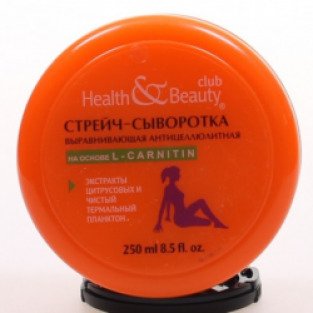 club
Health & Beauty®
СТРЕЙЧ-СЫВОРОТКА
ВЫРАВНИВАЮЩАЯ АНТИЦЕЛЛЮЛИТНАЯ
НА ОСНОВЕ L-CARNITIN
ЭКСТРАКТЫ
ЦИТРУСОВЫХ И
ЧИСТЫЙ
ТЕРМАЛЬНЫЙ
ПЛАНКТОН
250 ml 8.5 fl. oz.